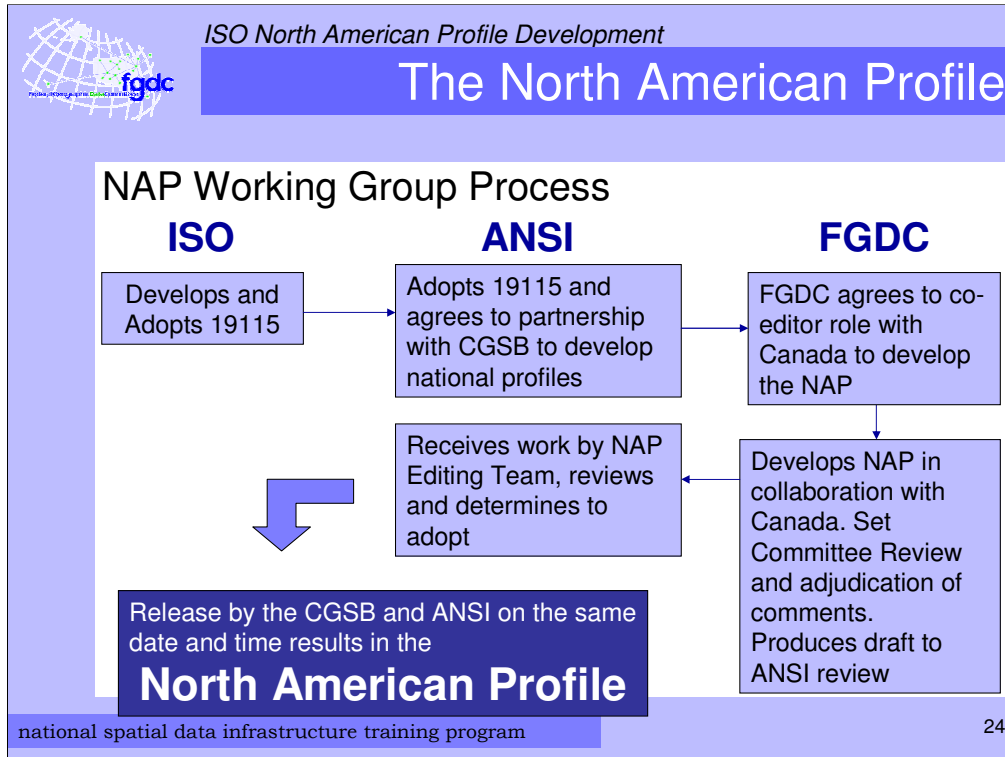 ISO North American Profile Development
fgdc
The North American Profile
NAP Working Group Process
ISO
ANSI
FGDC
Develops and
Adopts 19115
Adopts 19115 and
agrees to partnership
with CGSB to develop
national profiles
FGDC agrees to co-
editor role with
Canada to develop
the NAP
Receives work by NAP
Editing Team, reviews
and determines to
adopt
Develops NAP in
collaboration with
Canada. Set
Committee Review
and adjudication of
comments.
Produces draft to
ANSI review
Release by the CGSB and ANSI on the same
date and time results in the
North American Profile
national spatial data infrastructure training program
24